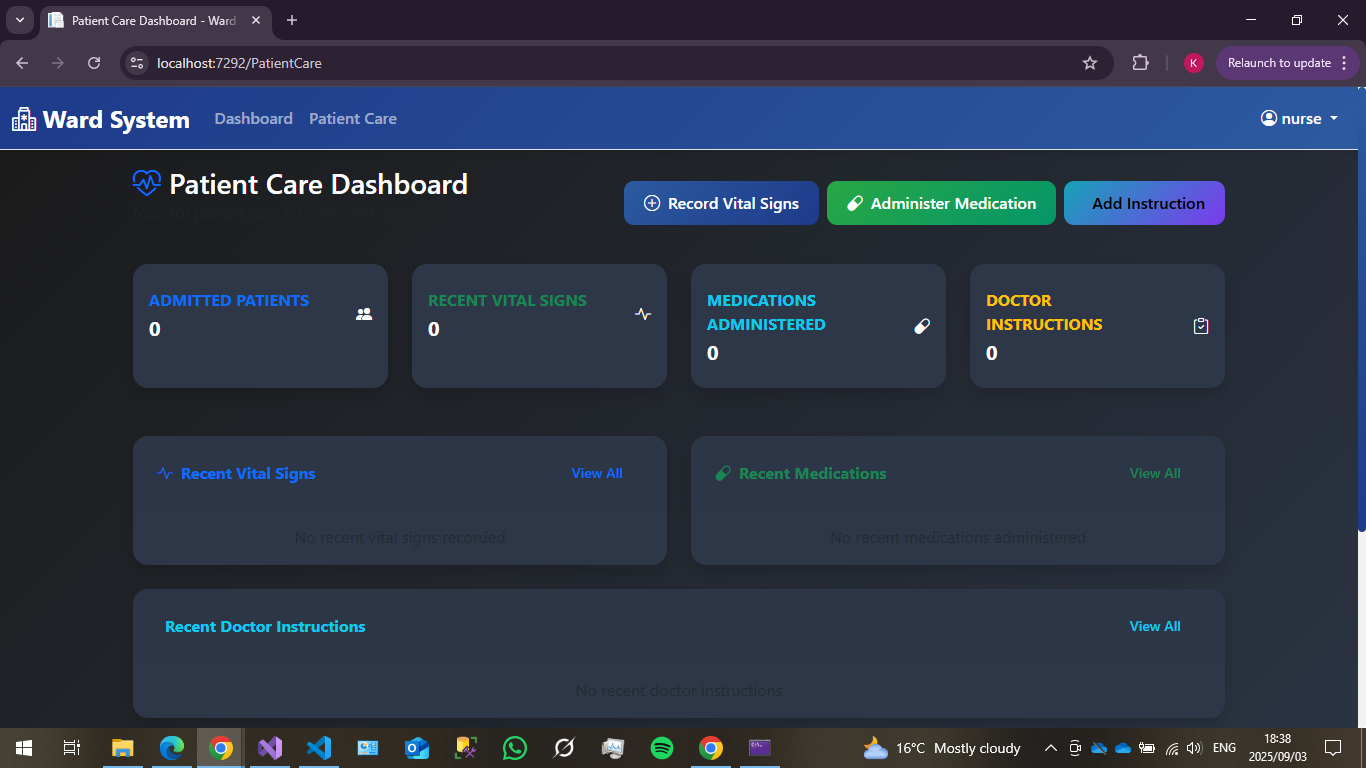 Patient Care Dashboard - Ward
localhost:7292/PatientCare
K
Relaunch to update
Ward System
Dashboard
Patient Care
nurse
Patient Care Dashboard
Record Vital Signs
Administer Medication
Add Instruction
ADMITTED PATIENTS
0
RECENT VITAL SIGNS
0
MEDICATIONS
ADMINISTERED
0
DOCTOR
INSTRUCTIONS
0
Recent Vital Signs
View All
No recent vital signs recorded
Recent Medications
View All
No recent medications administered
Recent Doctor Instructions
View All
No recent doctor instructions
16°C Mostly cloudy
ENG
18:38
2025/09/03